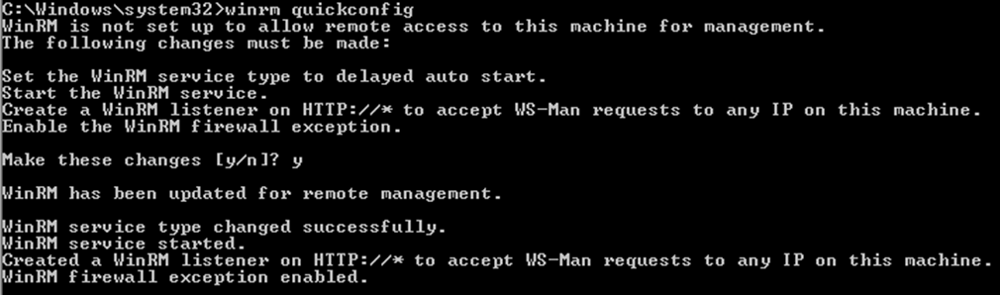 C:\Windows\system32>winrm quickconfig
WinRM is not set up to allow remote access to this machine for management.
The following changes must be made:
Set the WinRM service type to delayed auto start.
Start the WinRM service.
Create a WinRM listener on HTTP://* to accept WS-Man requests to any IP on this machine.
Enable the WinRM firewall exception.
Make these changes [y/n]? y
WinRM has been updated for remote management.
WinRM service type changed successfully.
WinRM service started.
Created a WinRM listener on HTTP://* to accept WS-Man requests to any IP on this machine.
WinRM firewall exception enabled.